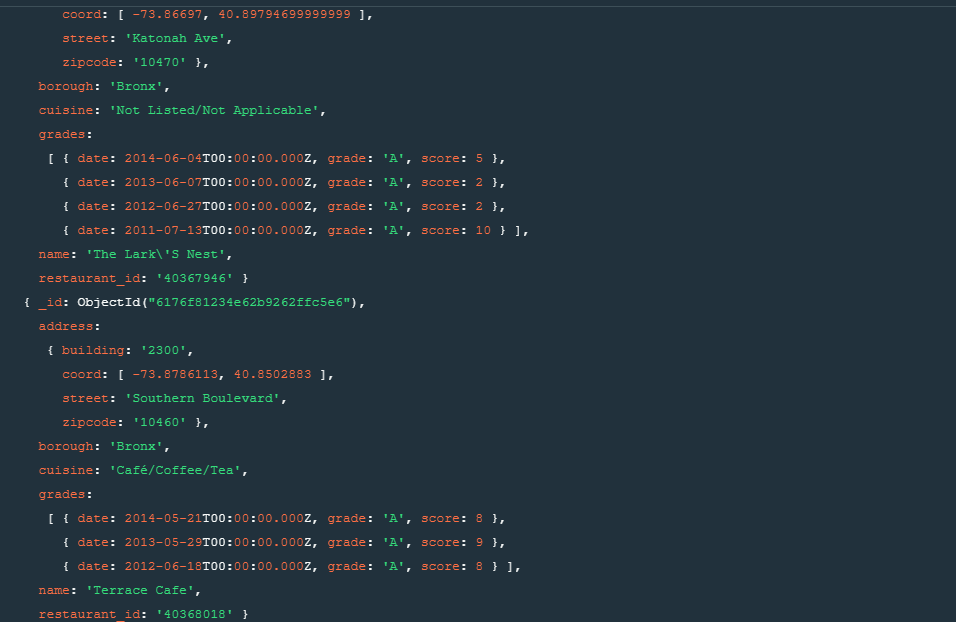 coord: [ -73.86697, 40.89794699999999 ],
street: 'Katonah Ave',
zipcode: '10470' },
borough: 'Bronx',
cuisine: 'Not Listed/Not Applicable',
grades:
[ { date: 2014-06-04T00:00:00.000Z, grade: 'A', score: 5 },
{ date: 2013-06-07T00:00:00.000Z, grade: 'A', score: 2 },
{ date: 2012-06-27T00:00:00.000Z, grade: 'A', score: 2 },
{ date: 2011-07-13T00:00:00.000Z, grade: 'A', score: 10 } ],
name: 'The Lark\'S Nest',
restaurant_id: '40367946' }
{ _id: ObjectId("6176f81234e62b9262ffc5e6"),
address:
{ building: '2300',
coord: [ -73.8786113, 40.8502883 ],
street: 'Southern Boulevard',
zipcode: '10460' },
borough: 'Bronx',
cuisine: 'Café/Coffee/Tea',
grades:
[ { date: 2014-05-21T00:00:00.000Z, grade: 'A', score: 8 },
{ date: 2013-05-29T00:00:00.000Z, grade: 'A', score: 9 },
{ date: 2012-06-18T00:00:00.000Z, grade: 'A', score: 8 } ],
name: 'Terrace Cafe',
restaurant_id: '40368018' }